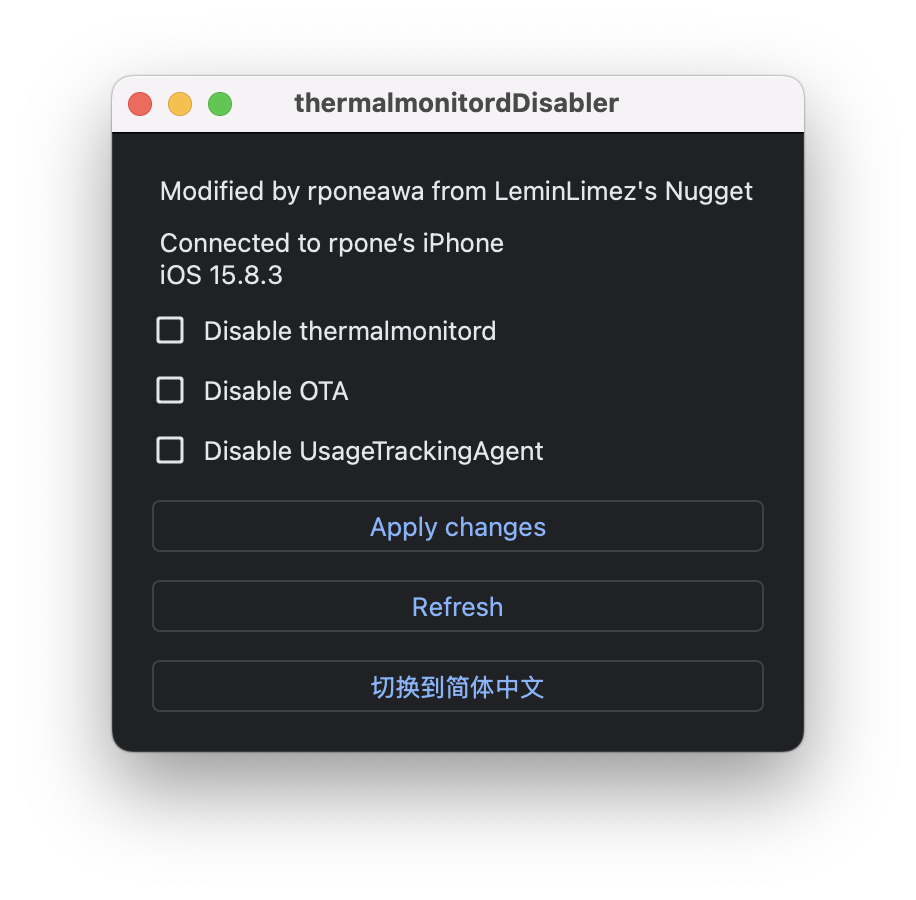 thermalmonitordDisabler
Modified by rponeawa from LeminLimez's Nugget
Connected to rpone’s iPhone
iOS 15.8.3
Disable thermalmonitord
Disable OTA
Disable UsageTrackingAgent
Apply changes
Refresh
切换到简体中文